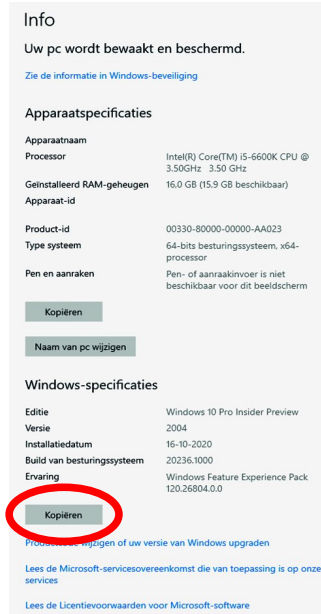 Info
Uw pc wordt bewaakt en beschermd.
Zie de informatie in Windows-beveiliging
Apparaatspecificaties
Apparaatnaam
Processor Intel(R) Core(TM) i5-6600K CPU @
3.50GHz 3.50 GHz
Geïnstalleerd RAM-geheugen 16,0 GB (15,9 GB beschikbaar)
Apparaat-id
Product-id 00330-80000-00000-AA023
Type systeem 64-bits besturingssysteem, x64-
processor
Pen en aanraken Pen- of aanraakinvoer is niet
beschikbaar voor dit beeldscherm
Kopiëren
Naam van pc wijzigen
Windows-specificaties
Editie Windows 10 Pro Insider Preview
Versie 2004
Installatiedatum 16-10-2020
Build van besturingssysteem 20236.1000
Ervaring Windows Feature Experience Pack
120.26804.0.0
Kopiëren
Productcode wijzigen of uw versie van Windows upgraden
Lees de Microsoft-servicesovereenkomst die van toepassing is op onze
services
Lees de Licentievoorwaarden voor Microsoft-software